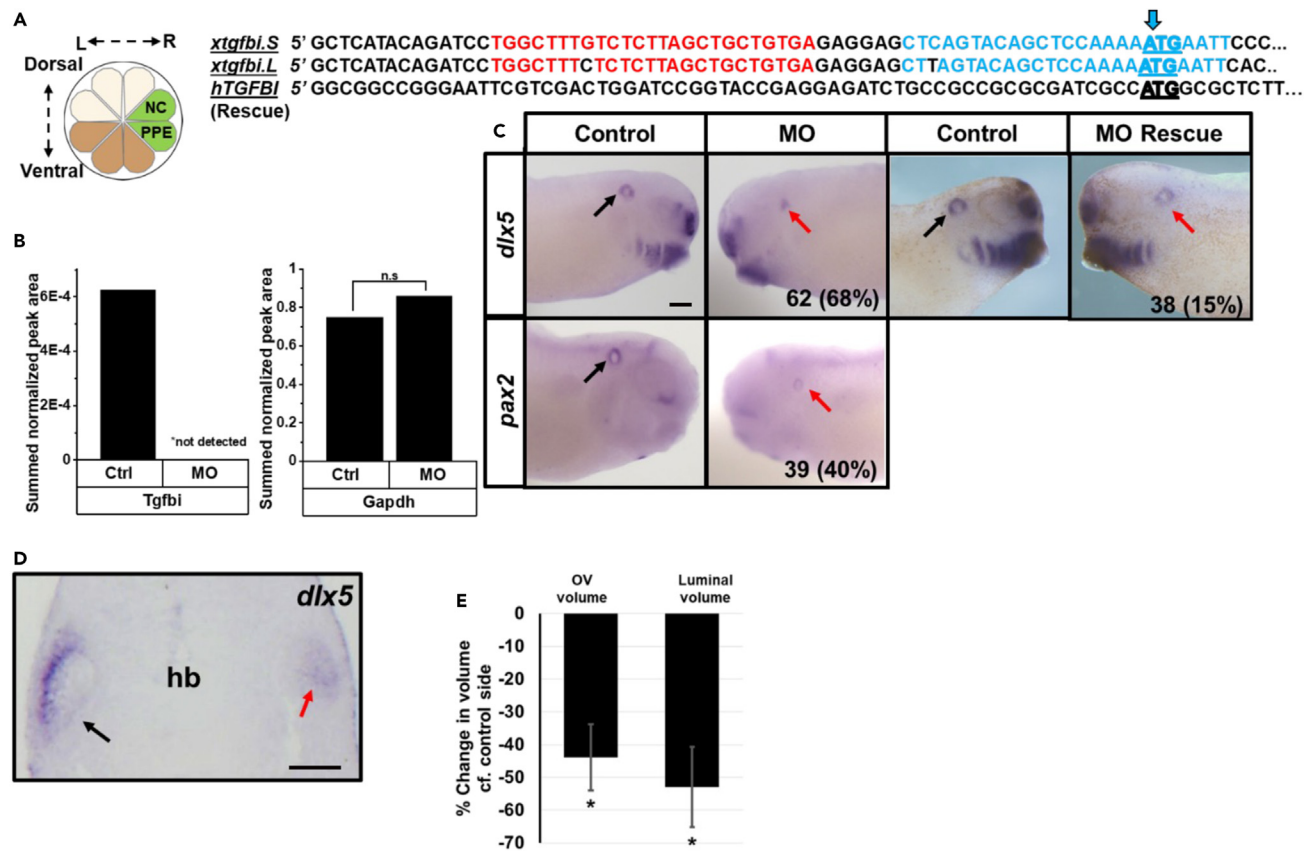 A
L R
Dorsal
NC
PPE
Ventral
xtgfbi.S 5' GCTCATACAGATCCTGGCTTTGTCTCTTAGCTGCTGTGAGAGGAGCTCAGTACAGCTCCAAAAATGAATTCCC...
xtgfbi.L 5' GCTCATACAGATCCTGGCTTTCTCTCTTAGCTGCTGTGAGAGGAGCTTAGTACAGCTCCAAAAATGAATTCAC..
hTGFBI 5' GGCGGCCGGGAATTCGTCGACTGGATCCGGTACCGAGGAGATCTGCCGCCGCGATCGCCATGGCGCTCTT...
(Rescue)
B
Summed normalized peak area
6E-4
4E-4
2E-4
0
*not detected
Ctrl MO
Tgfbi
Summed normalized peak area
1
0.8
0.6
0.4
0.2
0
n.s
Ctrl MO
Gapdh
C
Control MO Control MO Rescue
dlx5
62 (68%) 38 (15%)
pax2
39 (40%)
D
dlx5
hb
E
OV
volume
Luminal
volume
% Change in volume
cf. control side
0
-10
-20
-30
-40
-50
-60
-70
*
*